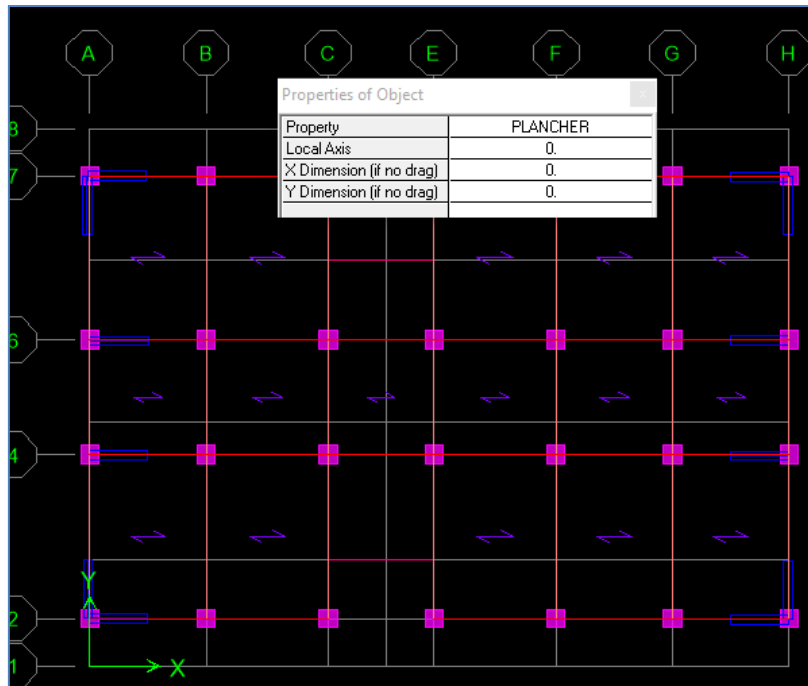 A B C E F G H
Properties of Object x
Property PLANCHER
Local Axis 0.
X Dimension (if no drag) 0.
Y Dimension (if no drag) 0.
8
7
6
4
Y
2
1 X